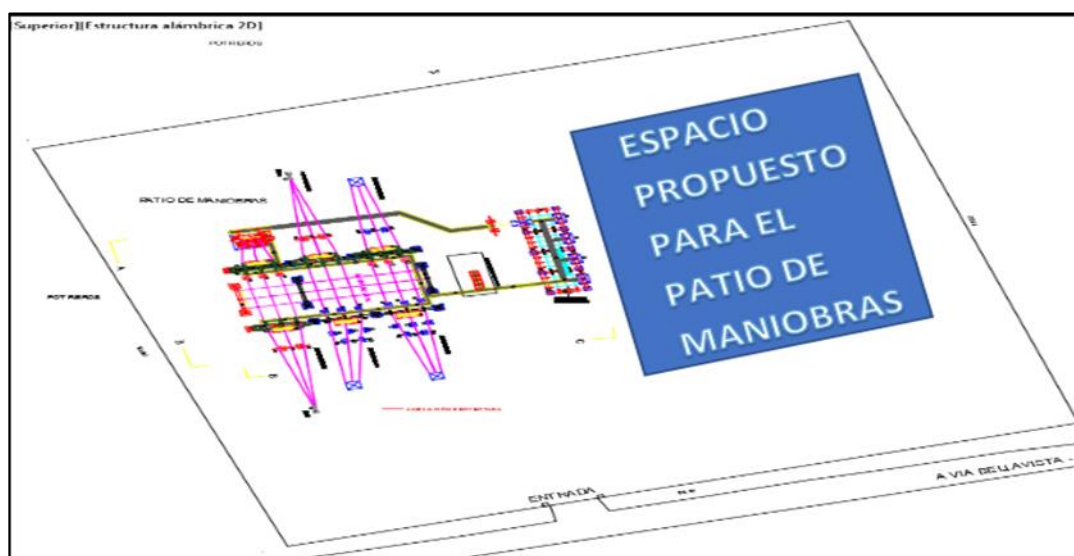 [Superior][Estructura alámbrica 2D]
POTREROS
PATIO DE MANIOBRAS
ESPACIO
PROPUESTO
PARA EL
PATIO DE
MANIOBRAS
POTREROS
A
B
B
C
ENTRADA
A VIA BELLAVISTA -